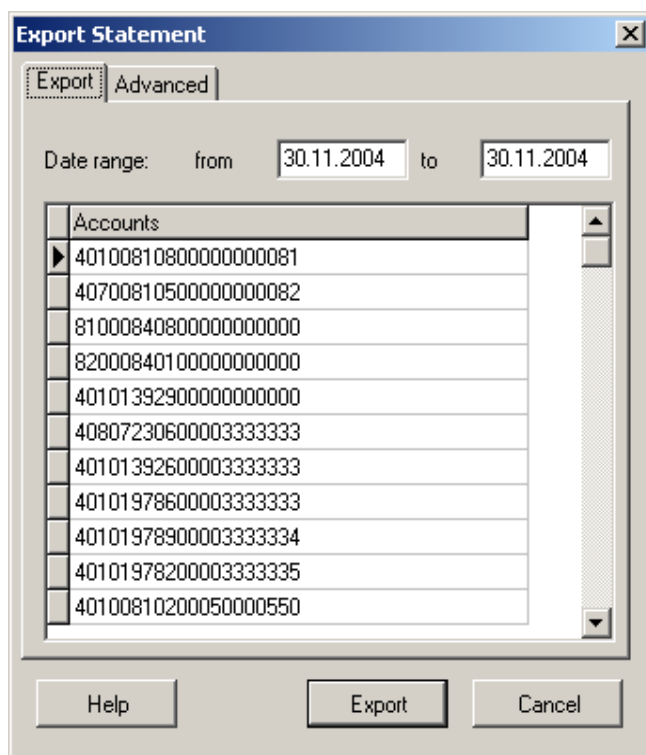 Export Statement
Export Advanced
Date range: from 30.11.2004 to 30.11.2004
Accounts
40100810800000000081
40700810500000000082
81000840800000000000
82000840100000000000
40101392900000000000
40807230600003333333
40101392600003333333
40101978600003333333
40101978900003333334
40101978200003333335
40100810200050000550
Help Export Cancel